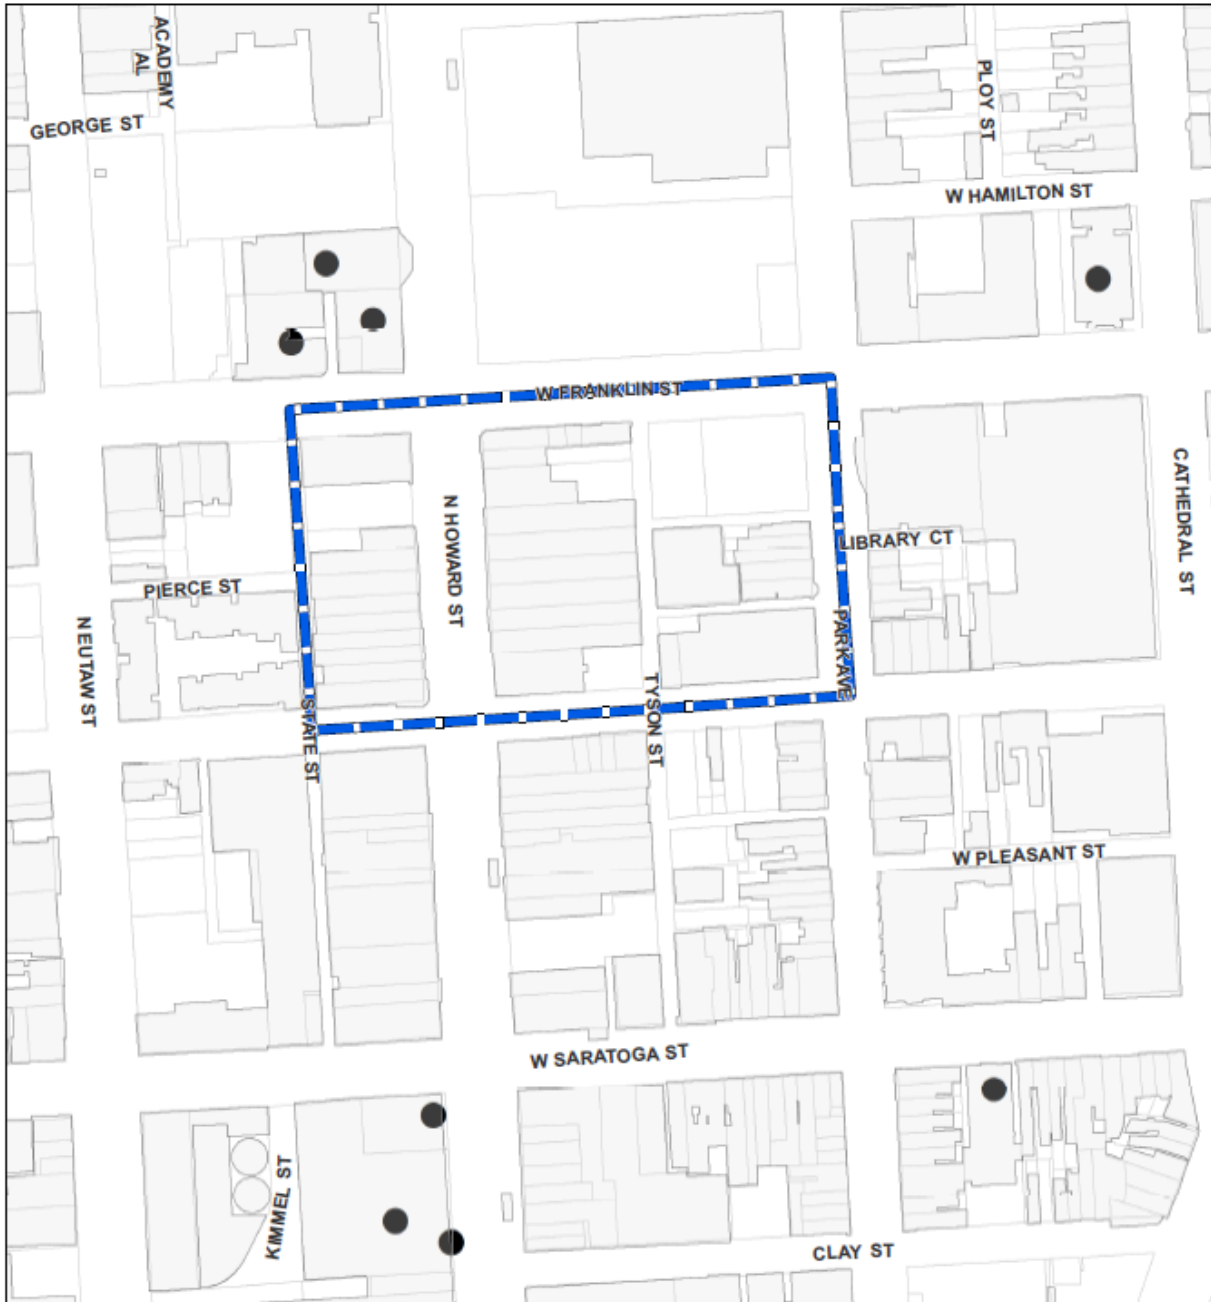 ACADEMY
AL
GEORGE ST
PLOY ST
W HAMILTON ST
W FRANKLIN ST
N HOWARD ST
LIBRARY CT
CATHEDRAL ST
PIERCE ST
N EUTAW ST
PARK AVE
STATE ST
TYSON ST
W PLEASANT ST
W SARATOGA ST
KIMMEL ST
CLAY ST